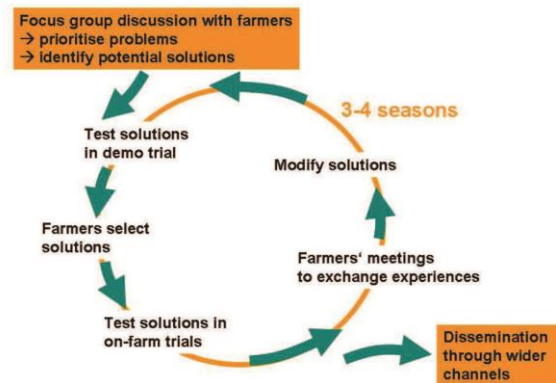 Focus group discussion with farmers
→ prioritise problems
→ identify potential solutions
3-4 seasons
Test solutions
in demo trial
Modify solutions
Farmers select
solutions
Farmers‘ meetings
to exchange experiences
Test solutions in
on-farm trials
Dissemination
through wider
channels